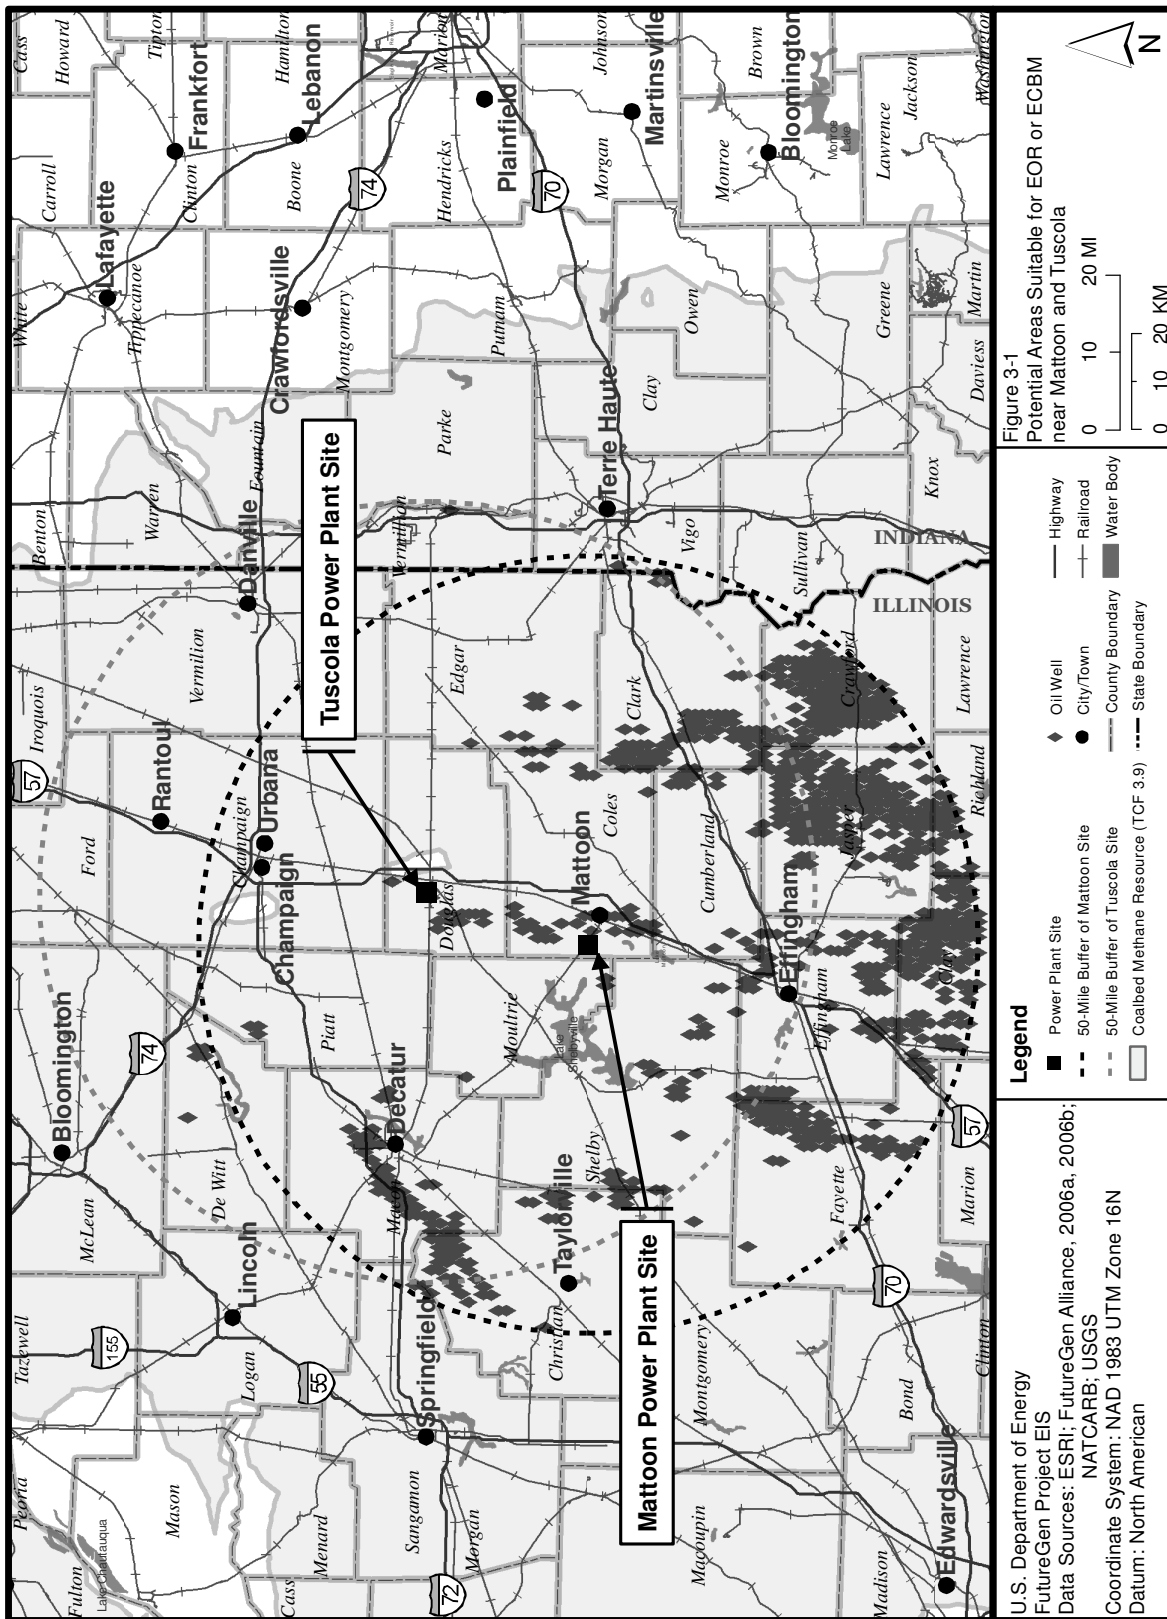 Peoria
Tazewell
McLean
Bloomington
Ford
Iroquois
57
Benton
White
Carroll
Cass
Howard
Tipton
Fulton
Lake Chautauqua
Mason
155
74
Rantoul
Warren
Lafayette
Tippecanoe
Clinton
Frankfort
Lincoln
De Witt
Vermilion
Danville
Logan
Champaign
Champaign
Urbana
Fountain
Crawfordsville
Boone
Lebanon
Hamilton
Cass
Menard
55
Piatt
Tuscola Power Plant Site
Montgomery
74
Springfield
Sangamon
Macon
Decatur
Douglas
Vermillion
Parke
Hendricks
Marion
72
Morgan
Edgar
Putnam
Plainfield
Christian
Taylorville
Moultrie
Lake
Shelbyville
Mattoon
70
Shelby
Coles
Terre Haute
Morgan
Johnson
Mattoon Power Plant Site
Clark
Clay
Martinsville
Macoupin
Montgomery
Cumberland
Vigo
Owen
Monroe
Brown
Effingham
Bloomington
Effingham
Sullivan
Monroe
Lake
Madison
Bond
70
Fayette
Jasper
Crawford
INDIANA
ILLINOIS
Greene
Lawrence
Jackson
Edwardsville
Clinton
Marion
57
Clay
Richland
Lawrence
Knox
Daviess
Martin
Washington
U.S. Department of Energy
FutureGen Project EIS
Data Sources: ESRI; FutureGen Alliance, 2006a, 2006b;
NATCARB; USGS
Coordinate System: NAD 1983 UTM Zone 16N
Datum: North American
Legend
Power Plant Site
50-Mile Buffer of Mattoon Site
50-Mile Buffer of Tuscola Site
Coalbed Methane Resource (TCF 3.9)
Oil Well
City/Town
County Boundary
State Boundary
Highway
Railroad
Water Body
Figure 3-1
Potential Areas Suitable for EOR or ECBM
near Mattoon and Tuscola
0 10 20 MI
0 10 20 KM
N